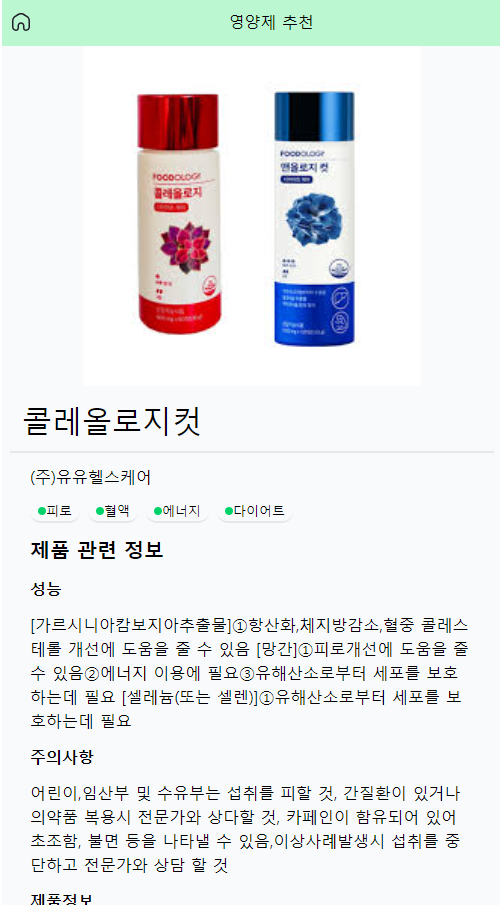 영양제 추천
FOODOLOGY
콜레올로지
FOODOLOGY
맨올로지 컷
콜레올로지컷
(주)유유헬스케어
피로 혈액 에너지 다이어트
제품 관련 정보
성능
[가르시니아캄보지아추출물]①항산화,체지방감소,혈중 콜레스
테롤 개선에 도움을 줄 수 있음 [망간]①피로개선에 도움을 줄
수 있음②에너지 이용에 필요③유해산소로부터 세포를 보호
하는데 필요 [셀레늄(또는 셀렌)]①유해산소로부터 세포를 보
호하는데 필요
주의사항
어린이,임산부 및 수유부는 섭취를 피할 것, 간질환이 있거나
의약품 복용시 전문가와 상다할 것, 카페인이 함유되어 있어
초조함, 불면 등을 나타낼 수 있음,이상사례발생시 섭취를 중
단하고 전문가와 상담 할 것
제품정보